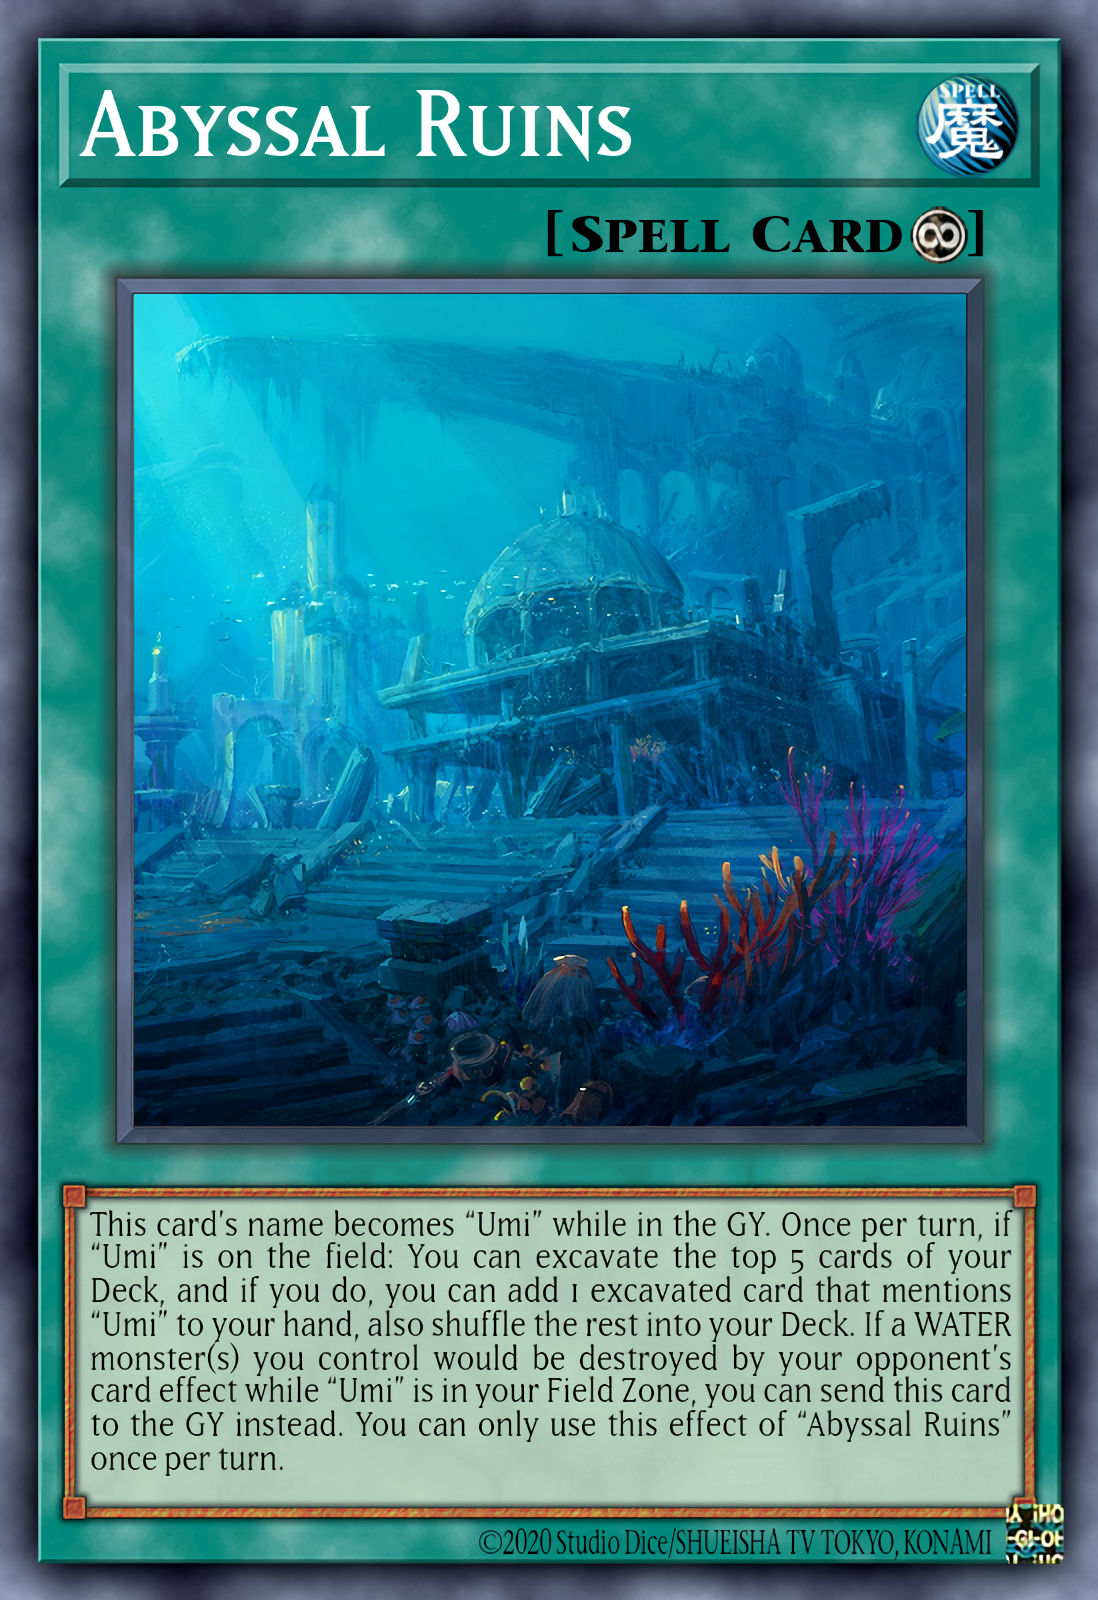 Abyssal Ruins
SPELL
魔
[Spell Card]
This card's name becomes “Umi” while in the GY. Once per turn, if
“Umi” is on the field: You can excavate the top 5 cards of your
Deck, and if you do, you can add 1 excavated card that mentions
“Umi” to your hand, also shuffle the rest into your Deck. If a WATER
monster(s) you control would be destroyed by your opponent's
card effect while “Umi” is in your Field Zone, you can send this card
to the GY instead. You can only use this effect of “Abyssal Ruins”
once per turn.
©2020 Studio Dice/SHUEISHA TV TOKYO, KONAMI